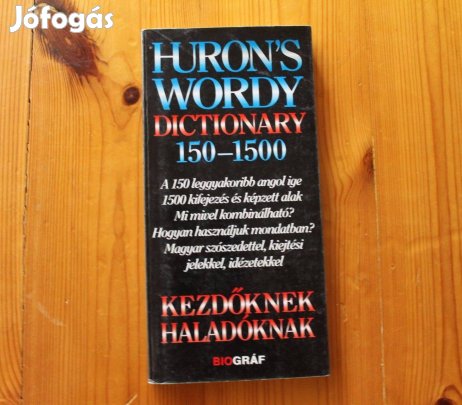 Jófogás
HURON'S
WORDY
DICTIONARY
150–1500
A 150 leggyakoribb angol ige
1500 kifejezés és képzett alak
Mi mivel kombinálható?
Hogyan használjuk mondatban?
Magyar szószedettel, kiejtési
jelekkel, idézetekkel
KEZDŐKNEK
HALADÓKNAK
BIOGRÁF